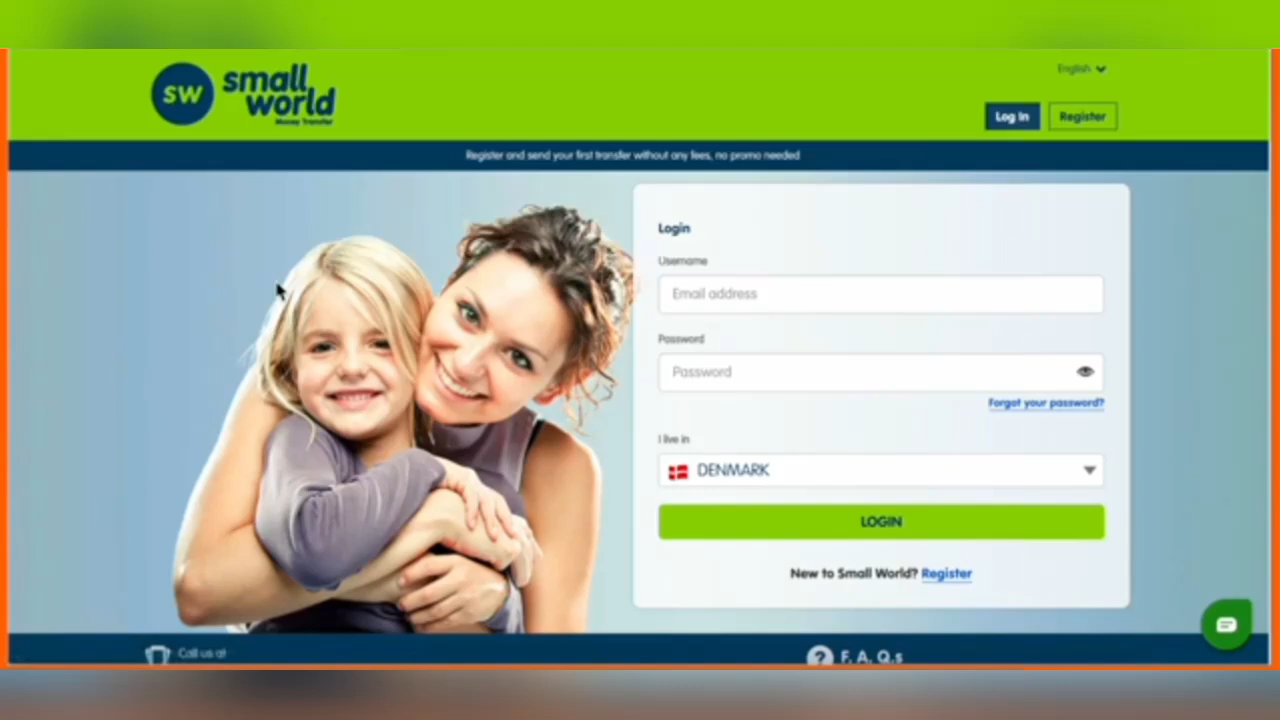 English
SW small world
Money Transfer
Log In Register
Register and send your first transfer without any fees, no promo needed
Login
Username
Email address
Password
Password
Forgot your password?
I live in
DENMARK
LOGIN
New to Small World? Register
Call us at
F. A. Q.s